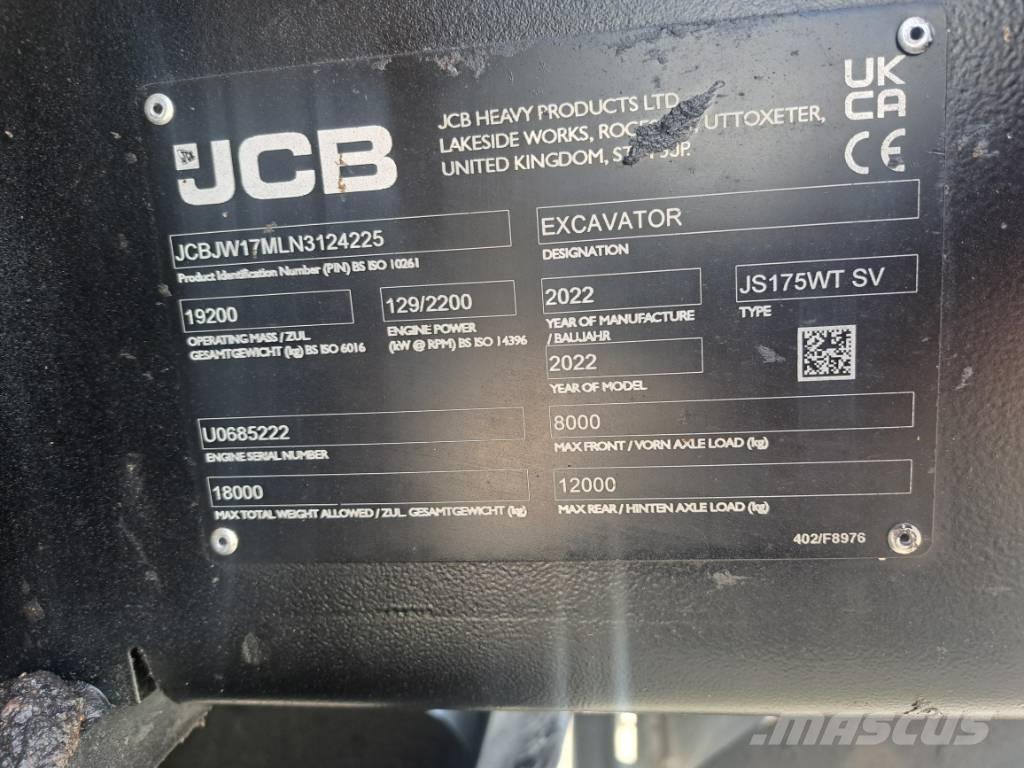 JCB
JCB HEAVY PRODUCTS LTD
LAKESIDE WORKS, UTTOXETER,
UNITED KINGDOM,
UK
CA
CE
JCBJW17MLN3124225
Product Identification Number (PIN) BS ISO 10261
EXCAVATOR
DESIGNATION
19200
OPERATING MASS / ZUL.
GESAMTGEWICHT (kg) BS ISO 6016
129/2200
ENGINE POWER
(kW @ RPM) BS ISO 14396
2022
YEAR OF MANUFACTURE
/ BAUJAHR
JS175WT SV
TYPE
2022
YEAR OF MODEL
U0685222
ENGINE SERIAL NUMBER
8000
MAX FRONT / VORN AXLE LOAD (kg)
18000
MAX TOTAL WEIGHT ALLOWED / ZUL. GESAMTGEWICHT (kg)
12000
MAX REAR / HINTEN AXLE LOAD (kg)
402/F8976
MASCUS